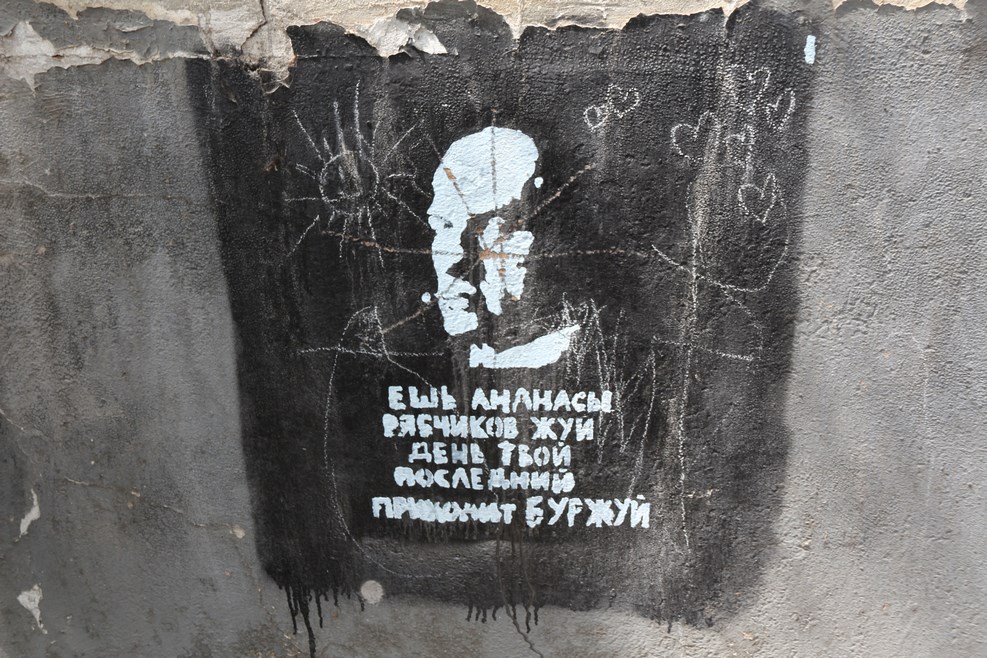 ЕШЬ АНАНАСЫ
РЯБЧИКОВ ЖУЙ
ДЕНЬ ТВОЙ
ПОСЛЕДНИЙ
ПРИХОДИТ БУРЖУЙ